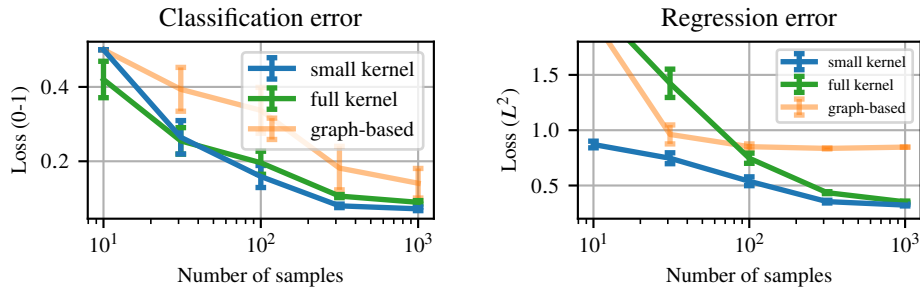 Classification error
Loss (0-1)
0.4
0.2
small kernel
full kernel
graph-based
10^1
10^2
10^3
Number of samples
Regression error
Loss (L^2)
1.5
1.0
0.5
small kernel
full kernel
graph-based
10^1
10^2
10^3
Number of samples